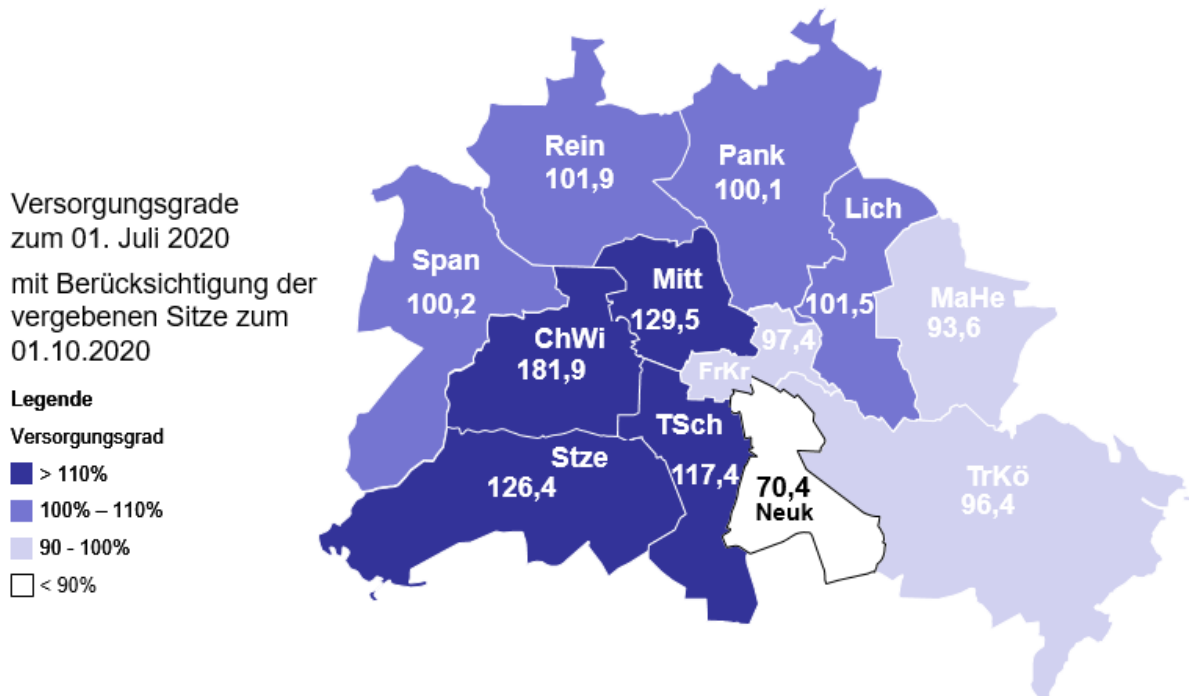 Versorgungsgrade
zum 01. Juli 2020
mit Berücksichtigung der
vergebenen Sitze zum
01.10.2020
Legende
Versorgungsgrad
> 110%
100% – 110%
90 - 100%
< 90%
Rein
101,9
Pank
100,1
Lich
101,5
Span
100,2
Mitt
129,5
MaHe
93,6
ChWi
181,9
97,4
FrKr
TSch
117,4
Stze
126,4
70,4
Neuk
TrKö
96,4